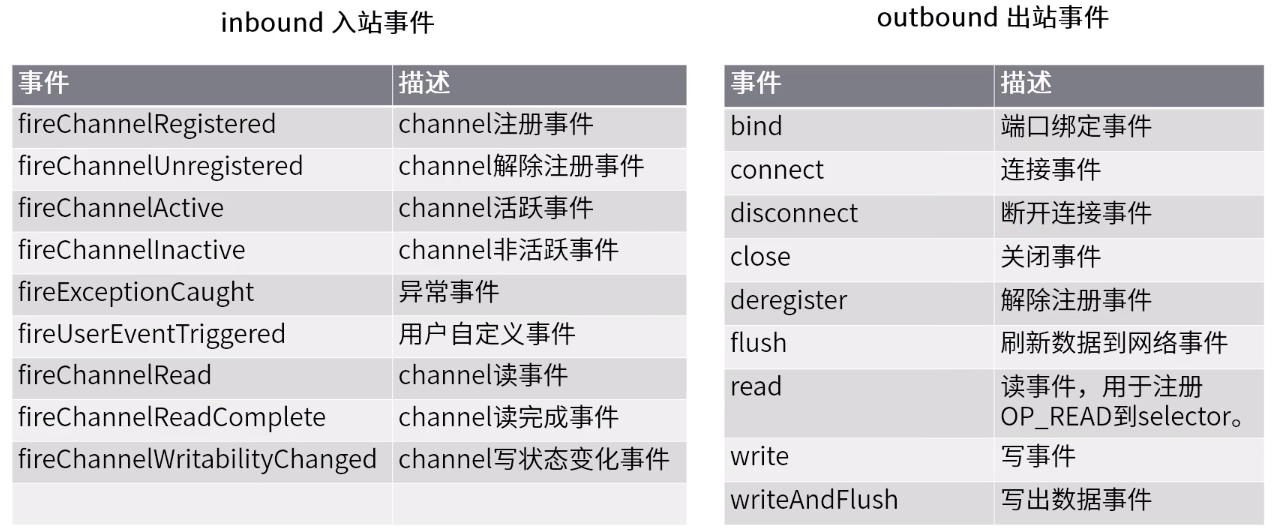 inbound 入站事件
事件 描述
fireChannelRegistered channel注册事件
fireChannelUnregistered channel解除注册事件
fireChannelActive channel活跃事件
fireChannelInactive channel非活跃事件
fireExceptionCaught 异常事件
fireUserEventTriggered 用户自定义事件
fireChannelRead channel读事件
fireChannelReadComplete channel读完成事件
fireChannelWritabilityChanged channel写状态变化事件
outbound 出站事件
事件 描述
bind 端口绑定事件
connect 连接事件
disconnect 断开连接事件
close 关闭事件
deregister 解除注册事件
flush 刷新数据到网络事件
read 读事件，用于注册
OP_READ到selector。
write 写事件
writeAndFlush 写出数据事件